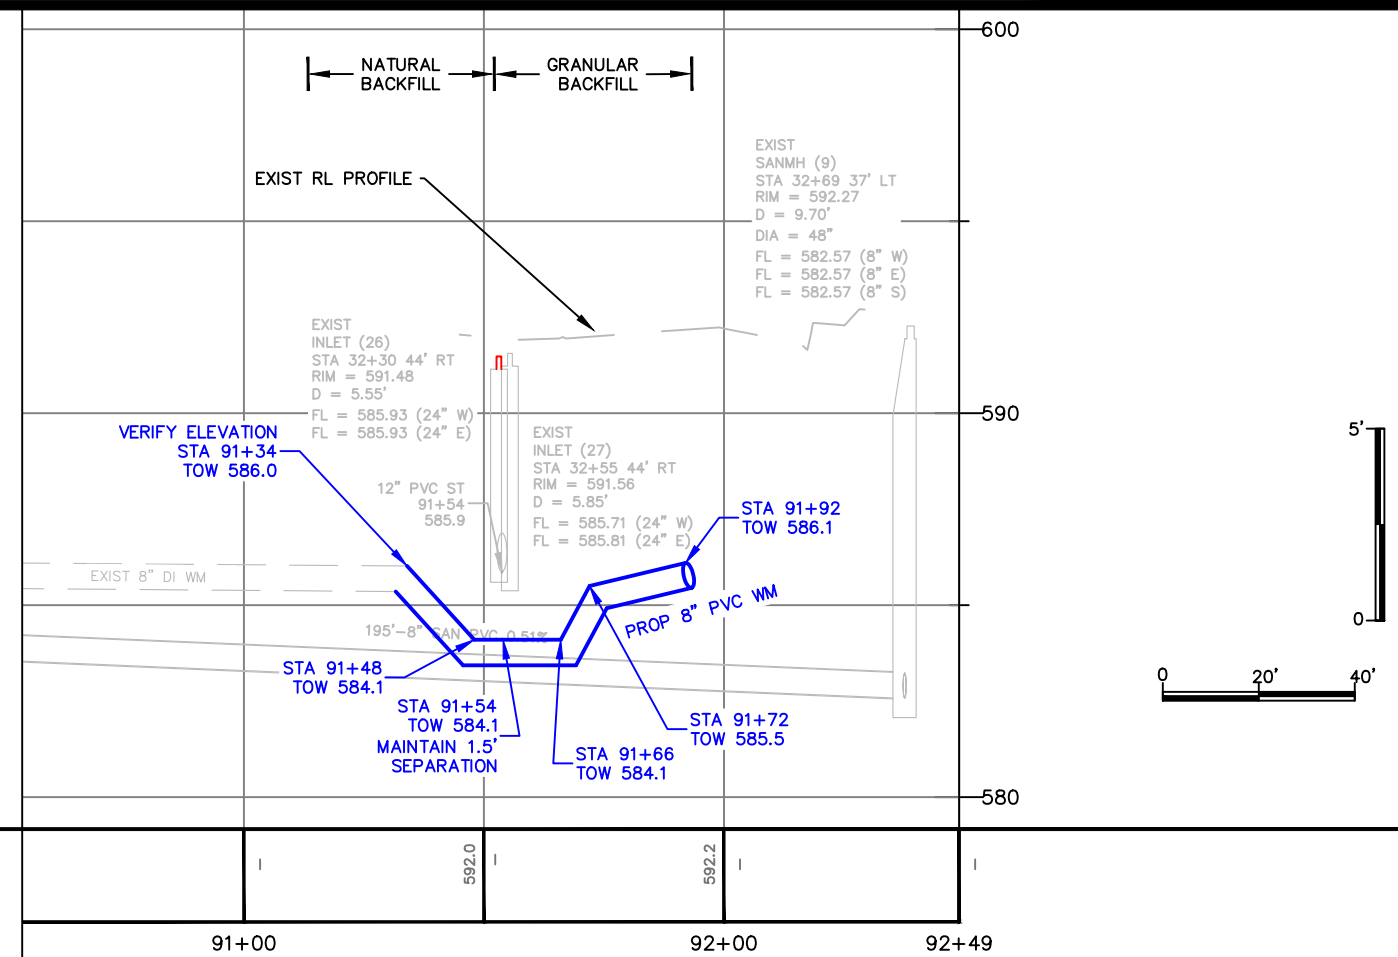 600
NATURAL
BACKFILL
GRANULAR
BACKFILL
EXIST RL PROFILE
EXIST
SANMH (9)
STA 32+69 37' LT
RIM = 592.27
D = 9.70'
DIA = 48"
FL = 582.57 (8" W)
FL = 582.57 (8" E)
FL = 582.57 (8" S)
EXIST
INLET (26)
STA 32+30 44' RT
RIM = 591.48
D = 5.55'
FL = 585.93 (24" W)
FL = 585.93 (24" E)
590
5'
0
VERIFY ELEVATION
STA 91+34
TOW 586.0
EXIST
INLET (27)
STA 32+55 44' RT
RIM = 591.56
D = 5.85'
FL = 585.71 (24" W)
FL = 585.81 (24" E)
12" PVC ST
91+54
585.9
STA 91+92
TOW 586.1
EXIST 8" DI WM
PROP 8" PVC WM
195'-8" SAN PVC 0.51%
STA 91+48
TOW 584.1
STA 91+54
TOW 584.1
MAINTAIN 1.5'
SEPARATION
STA 91+66
TOW 584.1
STA 91+72
TOW 585.5
0 20' 40'
580
592.0
592.2
91+00 92+00 92+49